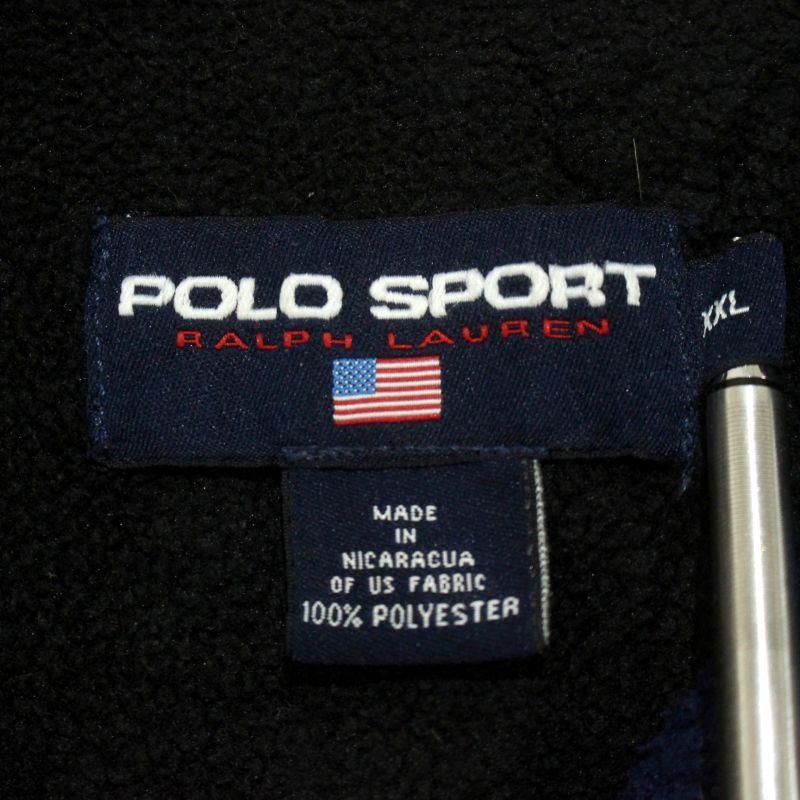 POLO SPORT
RALPH LAUREN
XXL
MADE
IN
NICARAGUA
OF US FABRIC
100% POLYESTER